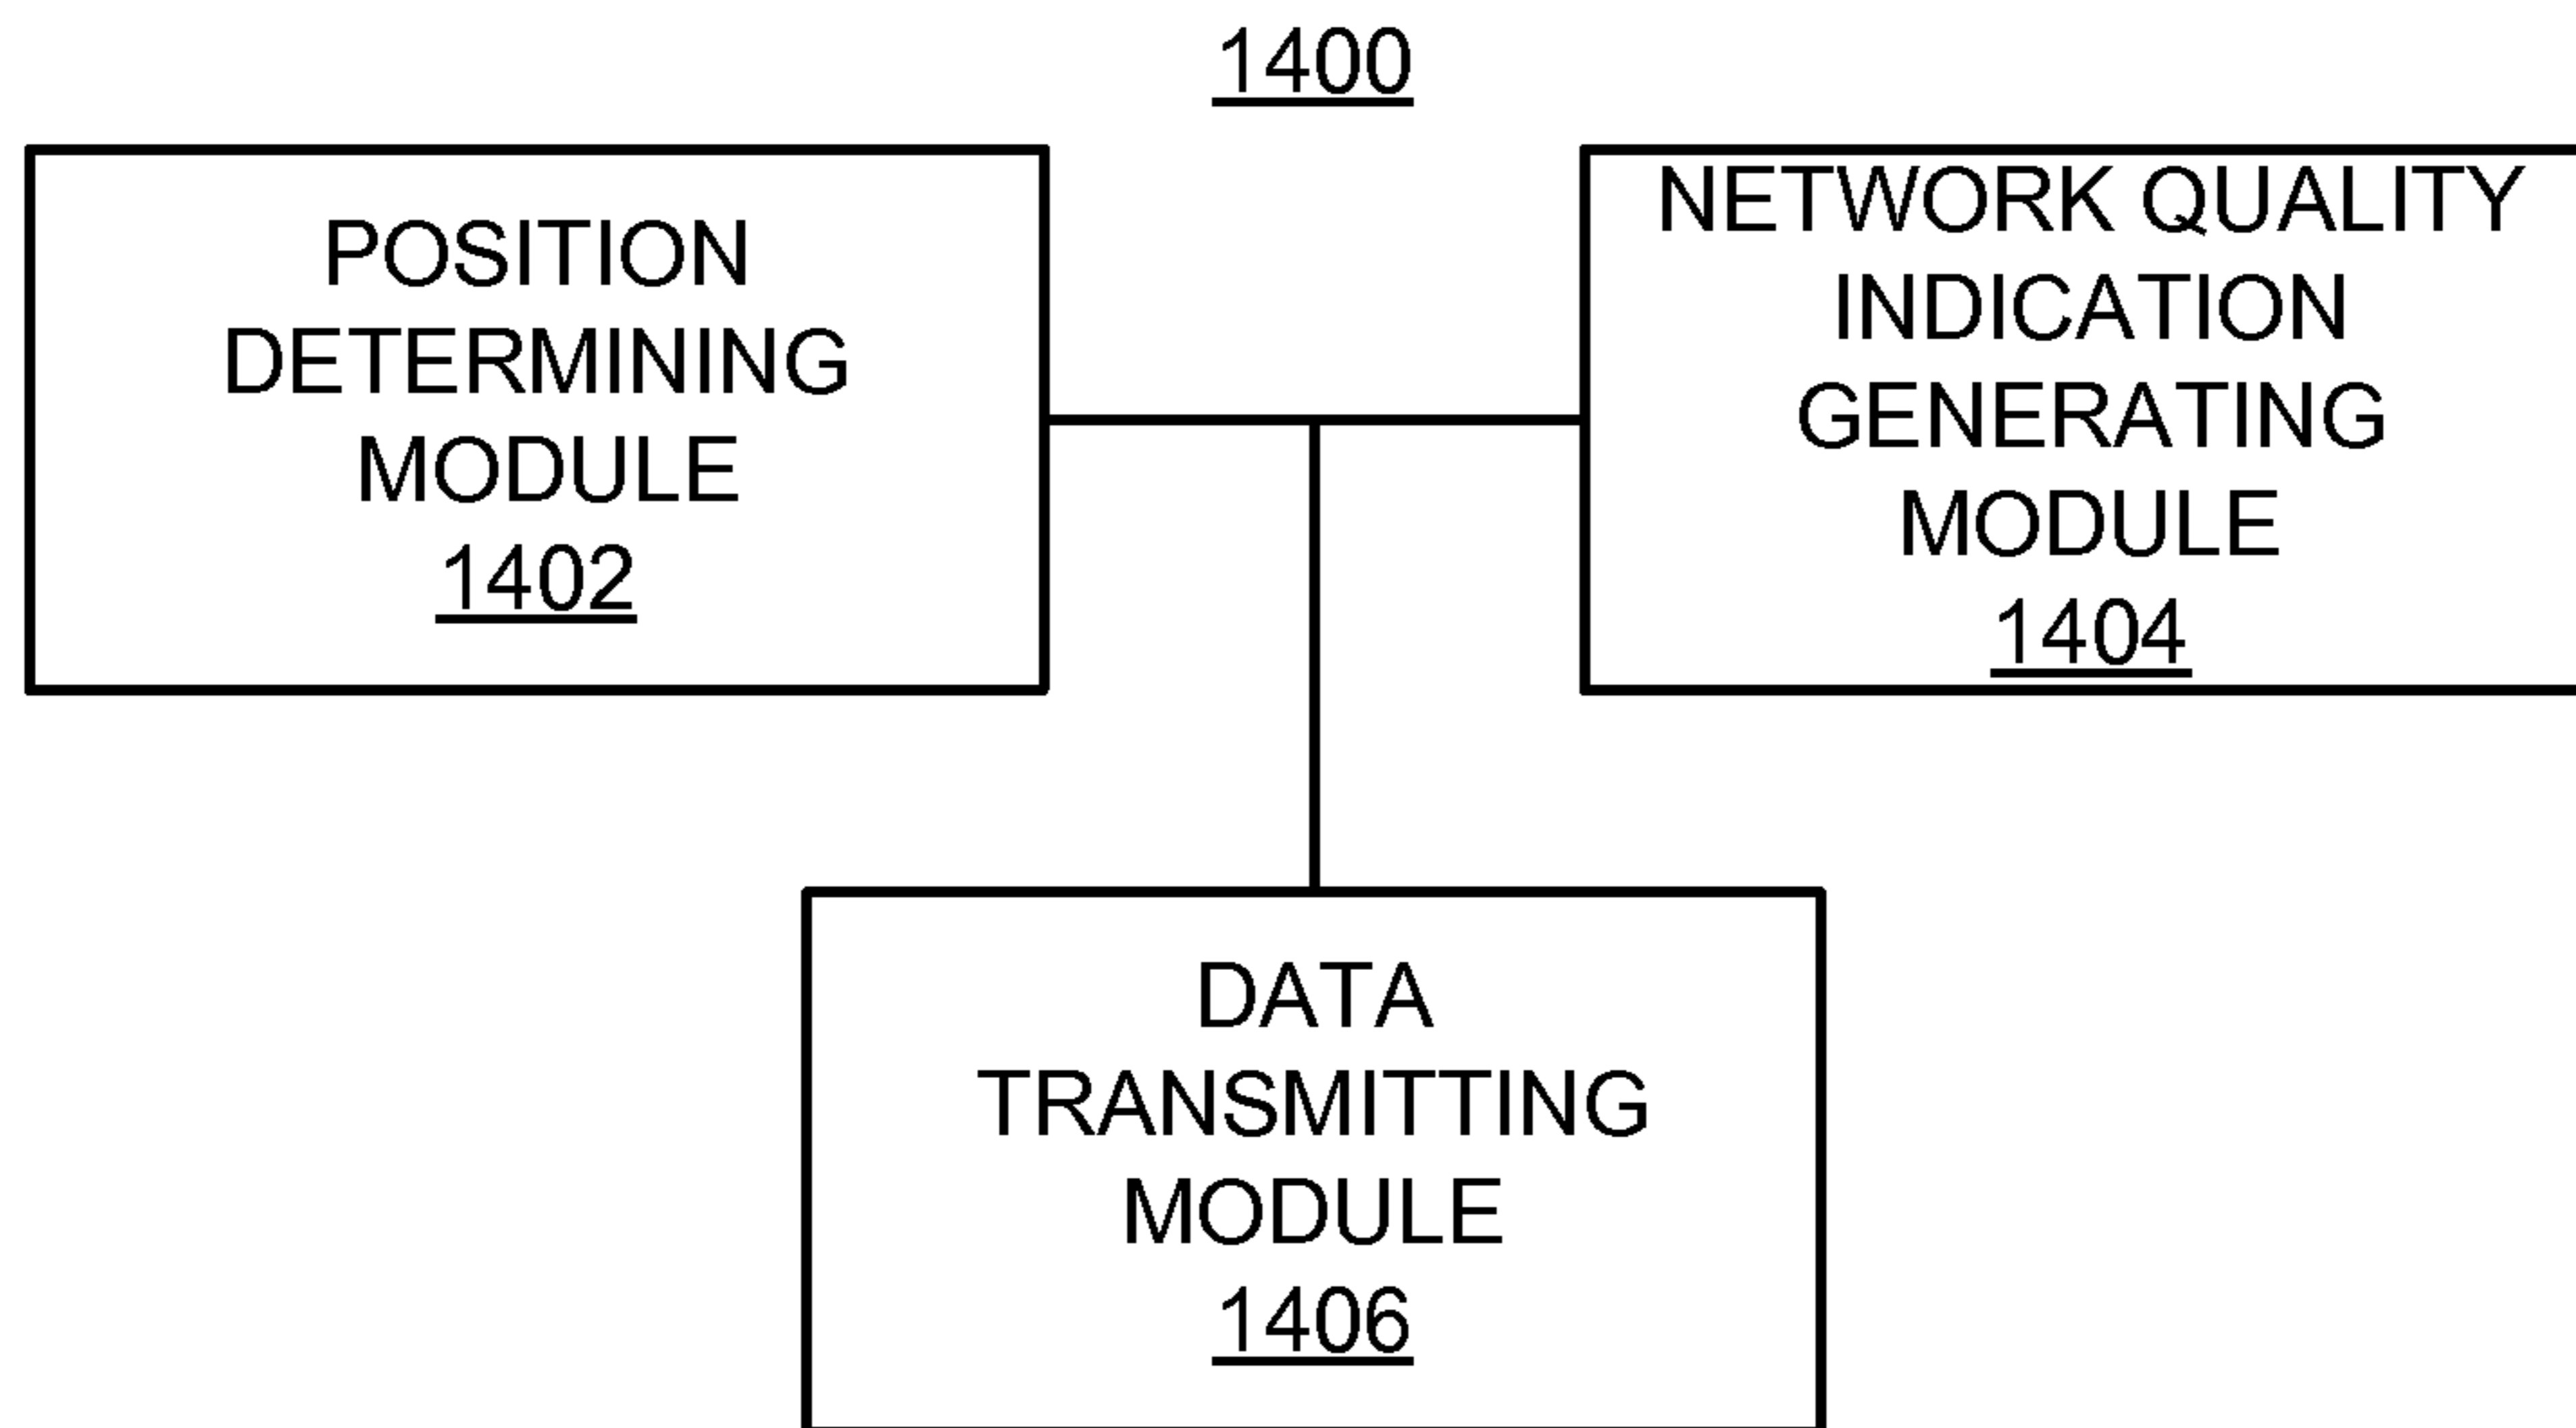 1400
POSITION
DETERMINING
MODULE
1402
NETWORK QUALITY
INDICATION
GENERATING
MODULE
1404
DATA
TRANSMITTING
MODULE
1406